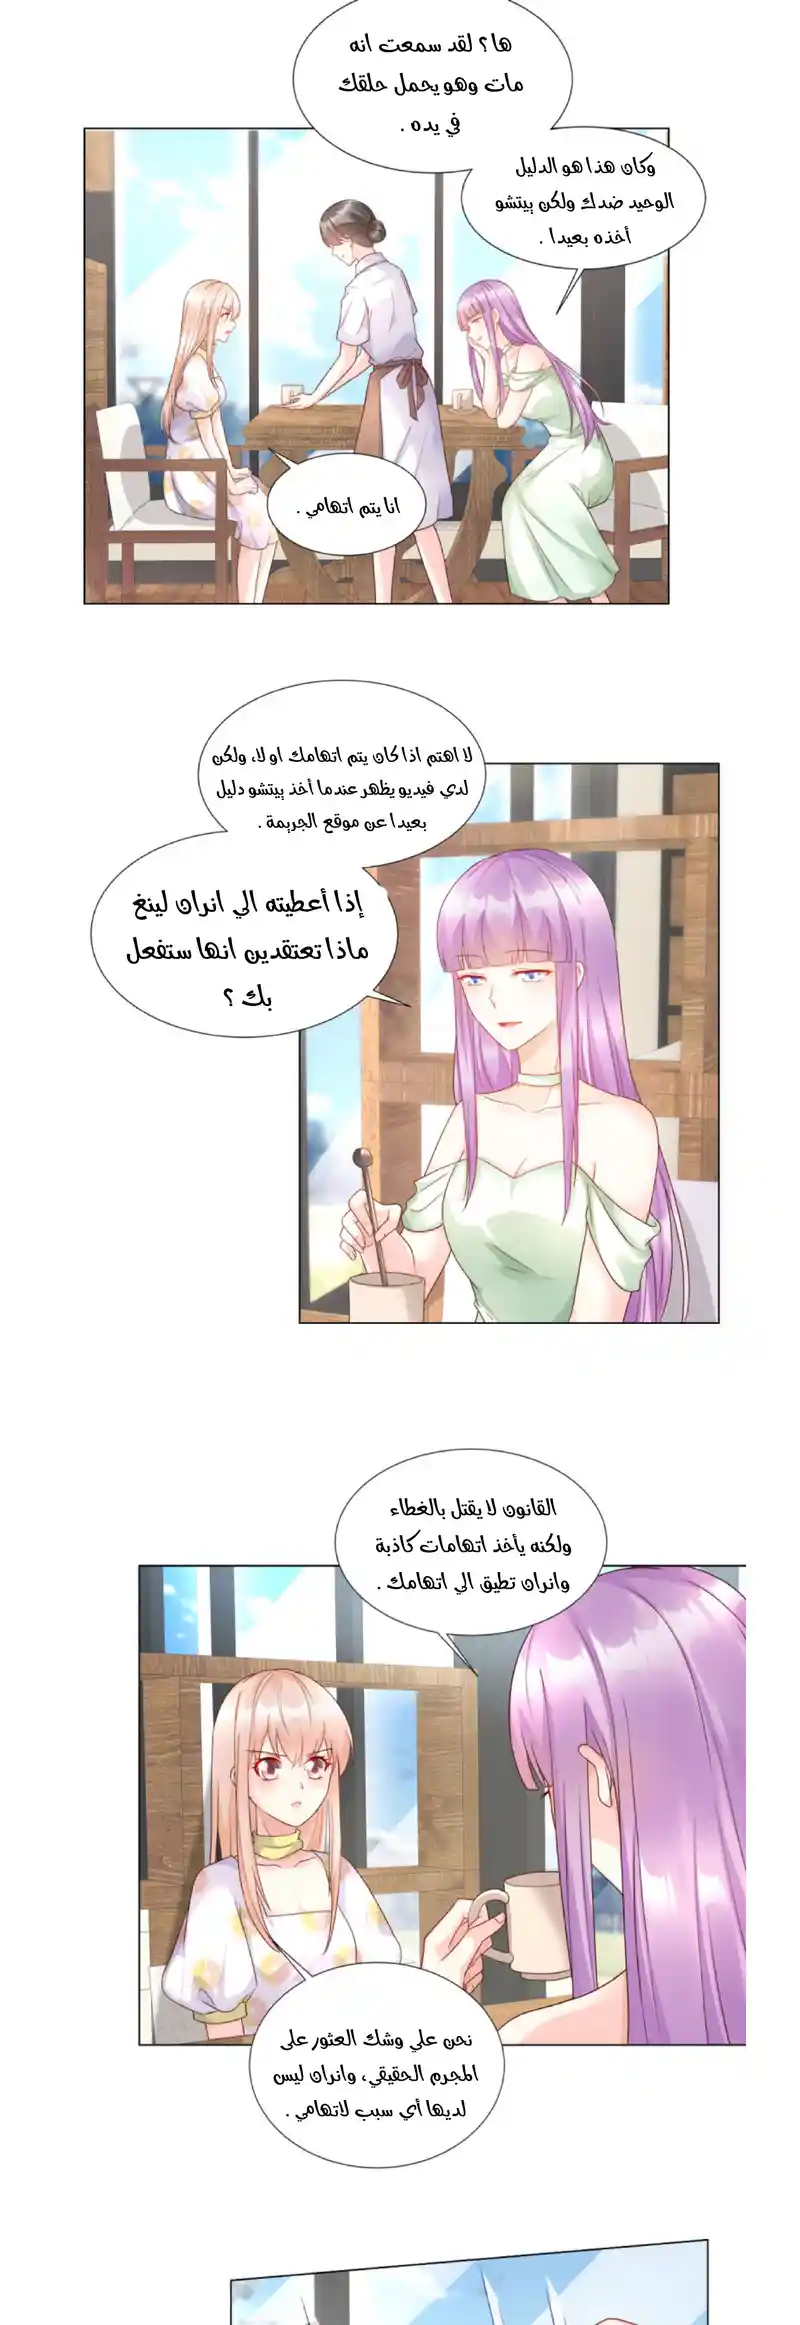 ها؟ لقد سمعت انه
مات وهو يحمل حلقك
في يده .
وكان هذا هو الدليل
الوحيد ضدك ولكن بيتشو
أخذه بعيدا .
انا يتم اتهامي .
لا اهتم اذا كان يتم اتهامك او لا، ولكن
لدي فيديو يظهر عندما أخذ بيتشو دليل
بعيدا عن موقع الجريمة .
إذا أعطيته الي انران لينغ
ماذا تعتقدين انها ستفعل
بك ؟
القانون لا يقتل بالغطاء
ولكنه يأخذ اتهامات كاذبة
وانران تطيق الي اتهامك .
نحن علي وشك العثور على
المجرم الحقيقي، وانران ليس
لديها أي سبب لاتهامي .